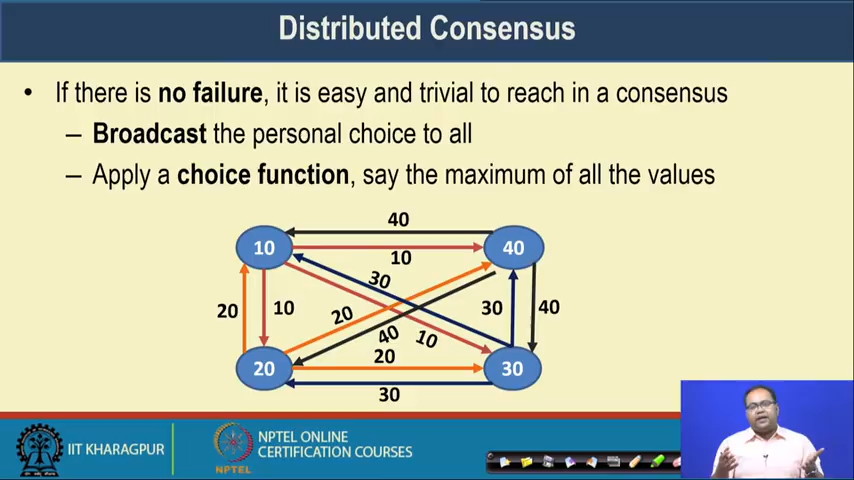 Distributed Consensus
• If there is no failure, it is easy and trivial to reach in a consensus
– Broadcast the personal choice to all
– Apply a choice function, say the maximum of all the values
40
10 40
10
30
20 10 20 30 40
40 10
20
20 30
30
IIT KHARAGPUR
NPTEL
NPTEL ONLINE
CERTIFICATION COURSES